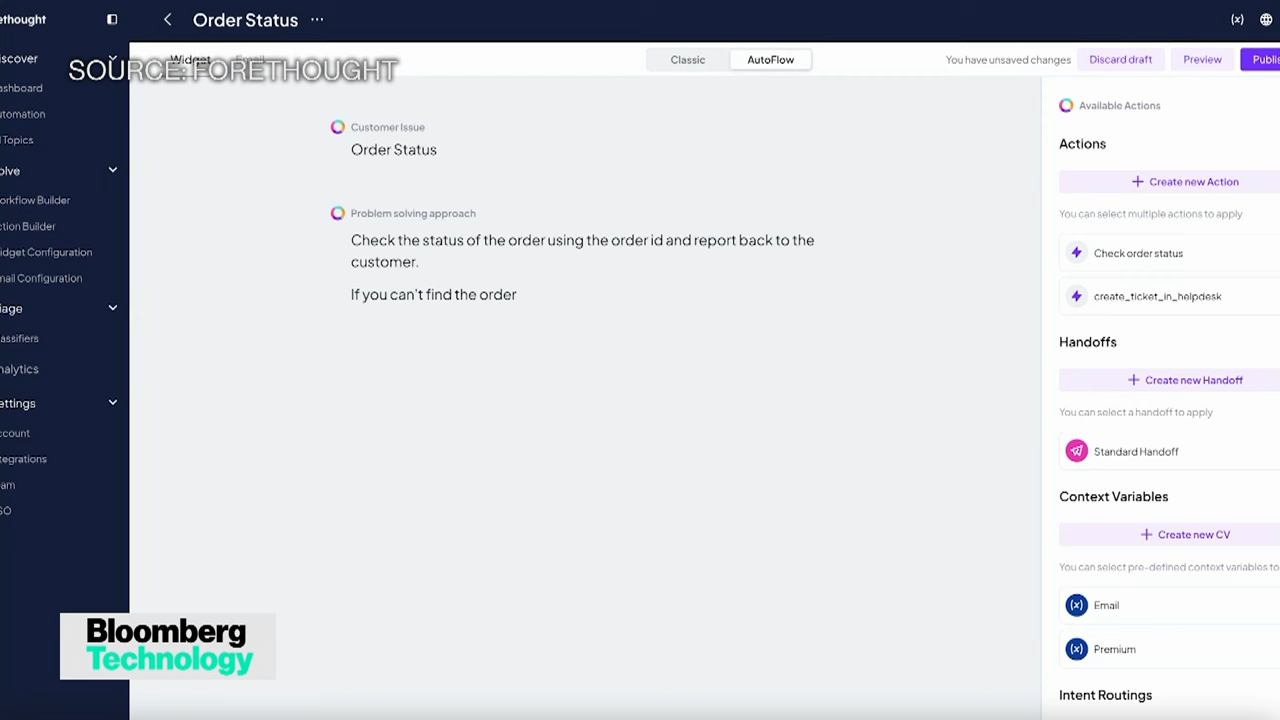 ethought
Order Status ...
(x)
iscover
Widget
Email
SOURCE: FORETHOUGHT
Classic
AutoFlow
You have unsaved changes
Discard draft
Preview
Publis
ashboard
utomation
I Topics
olve
orkflow Builder
ction Builder
idget Configuration
mail Configuration
iage
assifiers
nalytics
ettings
ccount
tegrations
am
SO
Customer Issue
Order Status
Problem solving approach
Check the status of the order using the order id and report back to the
customer.
If you can't find the order
Available Actions
Actions
+ Create new Action
You can select multiple actions to apply
Check order status
create_ticket_in_helpdesk
Handoffs
+ Create new Handoff
You can select a handoff to apply
Standard Handoff
Context Variables
+ Create new CV
You can select pre-defined context variables to
(x) Email
(x) Premium
Intent Routings
Bloomberg
Technology